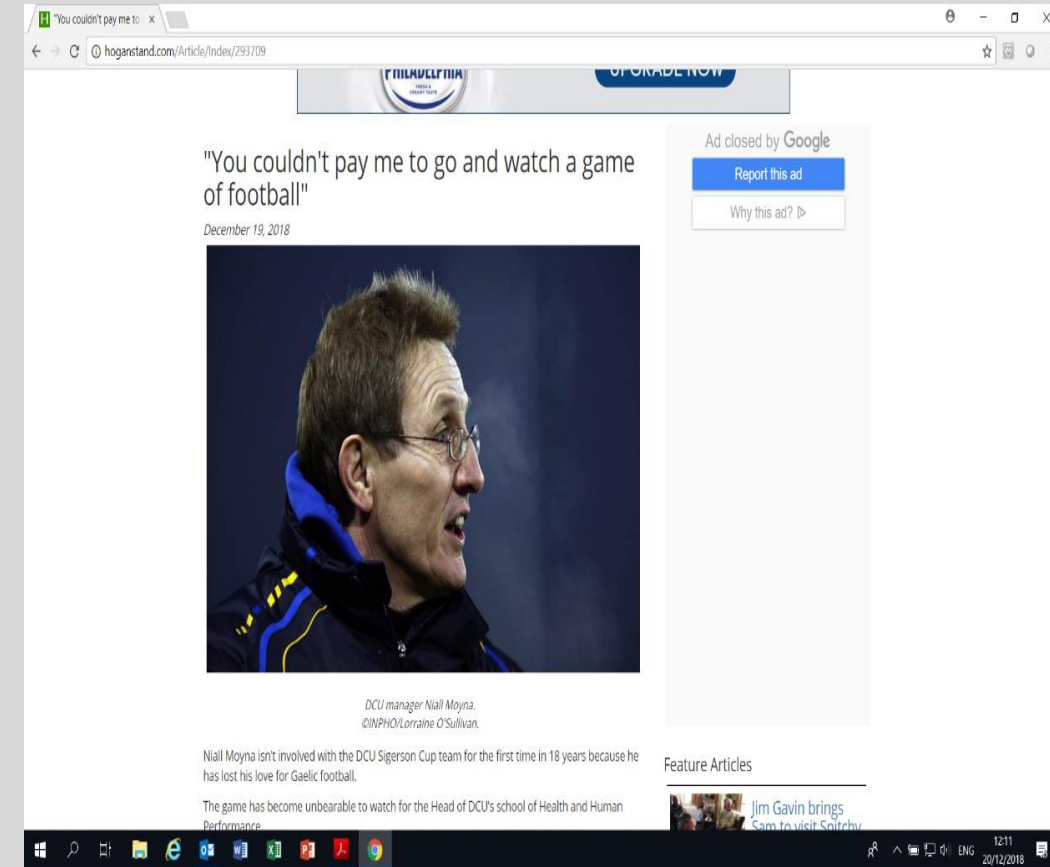 "You couldn't pay me to
hoganstand.com/Article/Index/293709
PHILADELPHIA
UPGRADE NOW
"You couldn't pay me to go and watch a game
of football"
December 19, 2018
Ad closed by Google
Report this ad
Why this ad?
DCU manager Niall Moyna.
©INPHO/Lorraine O'Sullivan.
Niall Moyna isn't involved with the DCU Sigerson Cup team for the first time in 18 years because he
has lost his love for Gaelic football.
The game has become unbearable to watch for the Head of DCU's school of Health and Human
Performance.
Feature Articles
Jim Gavin brings
Sam to visit Spitchy
ENG
12:11
20/12/2018